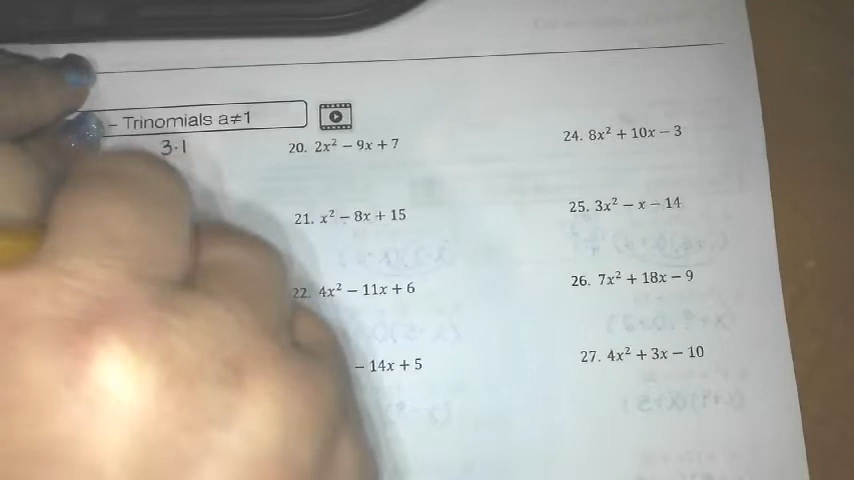 – Trinomials a≠1
3·1
20. 2x² − 9x + 7
21. x² − 8x + 15
22. 4x² − 11x + 6
− 14x + 5
24. 8x² + 10x − 3
25. 3x² − x − 14
26. 7x² + 18x − 9
27. 4x² + 3x − 10